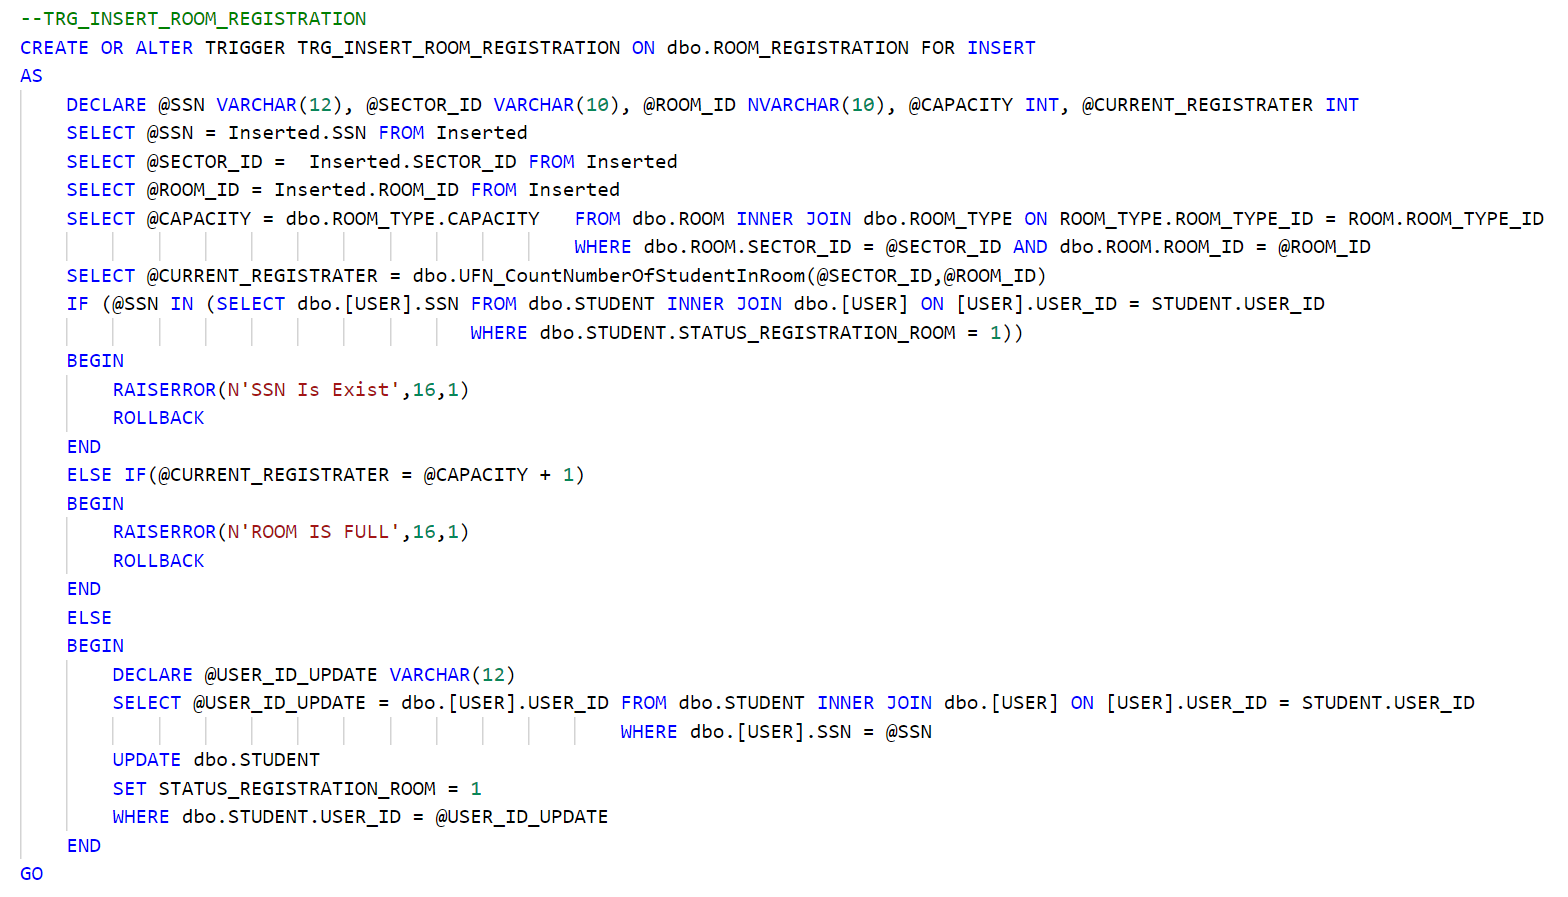 --TRG_INSERT_ROOM_REGISTRATION
CREATE OR ALTER TRIGGER TRG_INSERT_ROOM_REGISTRATION ON dbo.ROOM_REGISTRATION FOR INSERT
AS
DECLARE @SSN VARCHAR(12), @SECTOR_ID VARCHAR(10), @ROOM_ID NVARCHAR(10), @CAPACITY INT, @CURRENT_REGISTRATER INT
SELECT @SSN = Inserted.SSN FROM Inserted
SELECT @SECTOR_ID =  Inserted.SECTOR_ID FROM Inserted
SELECT @ROOM_ID = Inserted.ROOM_ID FROM Inserted
SELECT @CAPACITY = dbo.ROOM_TYPE.CAPACITY   FROM dbo.ROOM INNER JOIN dbo.ROOM_TYPE ON ROOM_TYPE.ROOM_TYPE_ID = ROOM.ROOM_TYPE_ID
WHERE dbo.ROOM.SECTOR_ID = @SECTOR_ID AND dbo.ROOM.ROOM_ID = @ROOM_ID
SELECT @CURRENT_REGISTRATER = dbo.UFN_CountNumberOfStudentInRoom(@SECTOR_ID,@ROOM_ID)
IF (@SSN IN (SELECT dbo.[USER].SSN FROM dbo.STUDENT INNER JOIN dbo.[USER] ON [USER].USER_ID = STUDENT.USER_ID
WHERE dbo.STUDENT.STATUS_REGISTRATION_ROOM = 1))
BEGIN
RAISERROR(N'SSN Is Exist',16,1)
ROLLBACK
END
ELSE IF(@CURRENT_REGISTRATER = @CAPACITY + 1)
BEGIN
RAISERROR(N'ROOM IS FULL',16,1)
ROLLBACK
END
ELSE
BEGIN
DECLARE @USER_ID_UPDATE VARCHAR(12)
SELECT @USER_ID_UPDATE = dbo.[USER].USER_ID FROM dbo.STUDENT INNER JOIN dbo.[USER] ON [USER].USER_ID = STUDENT.USER_ID
WHERE dbo.[USER].SSN = @SSN
UPDATE dbo.STUDENT
SET STATUS_REGISTRATION_ROOM = 1
WHERE dbo.STUDENT.USER_ID = @USER_ID_UPDATE
END
GO